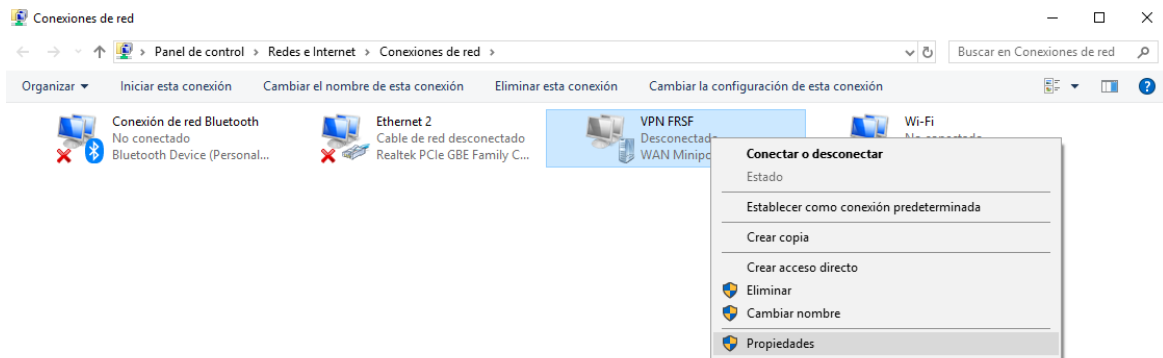 Conexiones de red
Panel de control > Redes e Internet > Conexiones de red >
Buscar en Conexiones de red
Organizar
Iniciar esta conexión
Cambiar el nombre de esta conexión
Eliminar esta conexión
Cambiar la configuración de esta conexión
Conexión de red Bluetooth
No conectado
Bluetooth Device (Personal...
Ethernet 2
Cable de red desconectado
Realtek PCIe GBE Family C...
VPN FRSF
Desconectado
WAN Minipo
Wi-Fi
No conectado
Conectar o desconectar
Estado
Establecer como conexión predeterminada
Crear copia
Crear acceso directo
Eliminar
Cambiar nombre
Propiedades